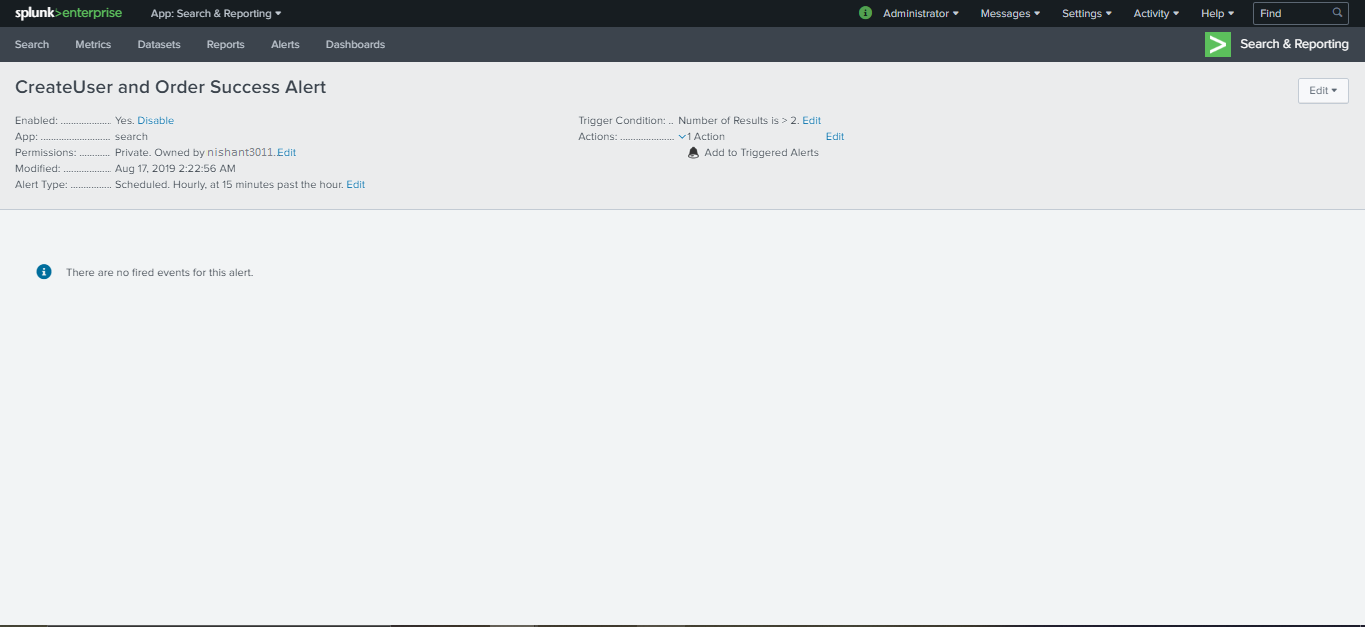 splunk>enterprise App: Search & Reporting Administrator Messages Settings Activity Help Find
Search Metrics Datasets Reports Alerts Dashboards Search & Reporting
CreateUser and Order Success Alert
Edit
Enabled: .................... Yes. Disable
App: ........................... search
Permissions: ............ Private. Owned by nishant3011. Edit
Modified: ................... Aug 17, 2019 2:22:56 AM
Alert Type: ................ Scheduled. Hourly, at 15 minutes past the hour. Edit
Trigger Condition: .. Number of Results is > 2. Edit
Actions: ..................... 1 Action Edit
Add to Triggered Alerts
There are no fired events for this alert.